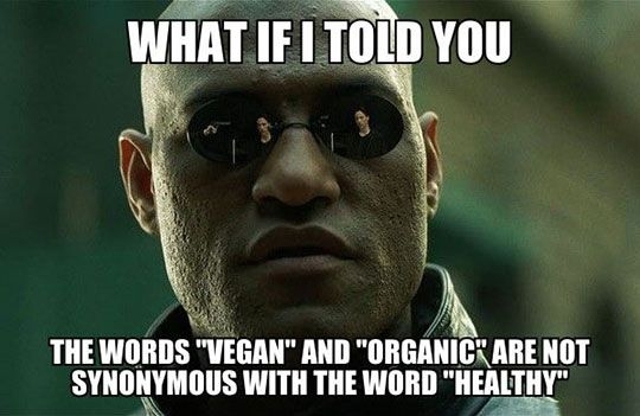 WHAT IF I TOLD YOU
THE WORDS "VEGAN" AND "ORGANIC" ARE NOT
SYNONYMOUS WITH THE WORD "HEALTHY"